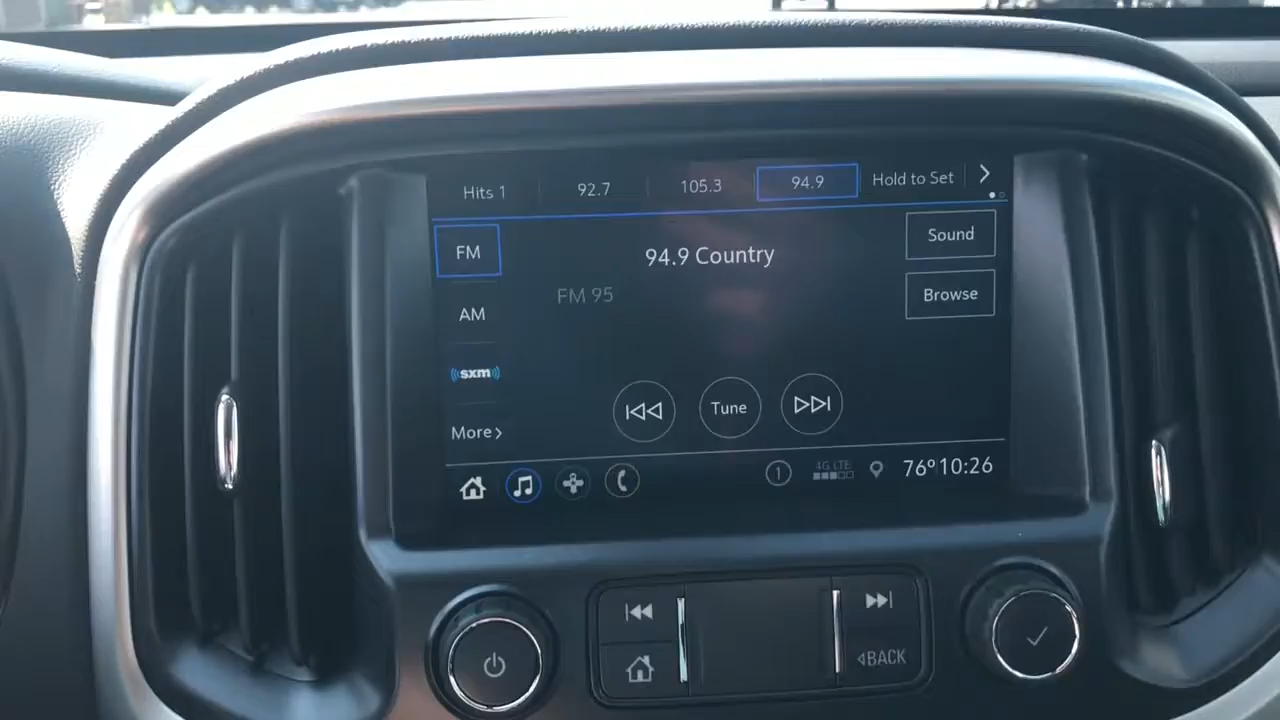 Hits 1
92.7
105.3
94.9
Hold to Set
FM
94.9 Country
Sound
FM 95
Browse
AM
sxm
Tune
More
1
4G LTE
76° 10:26
BACK